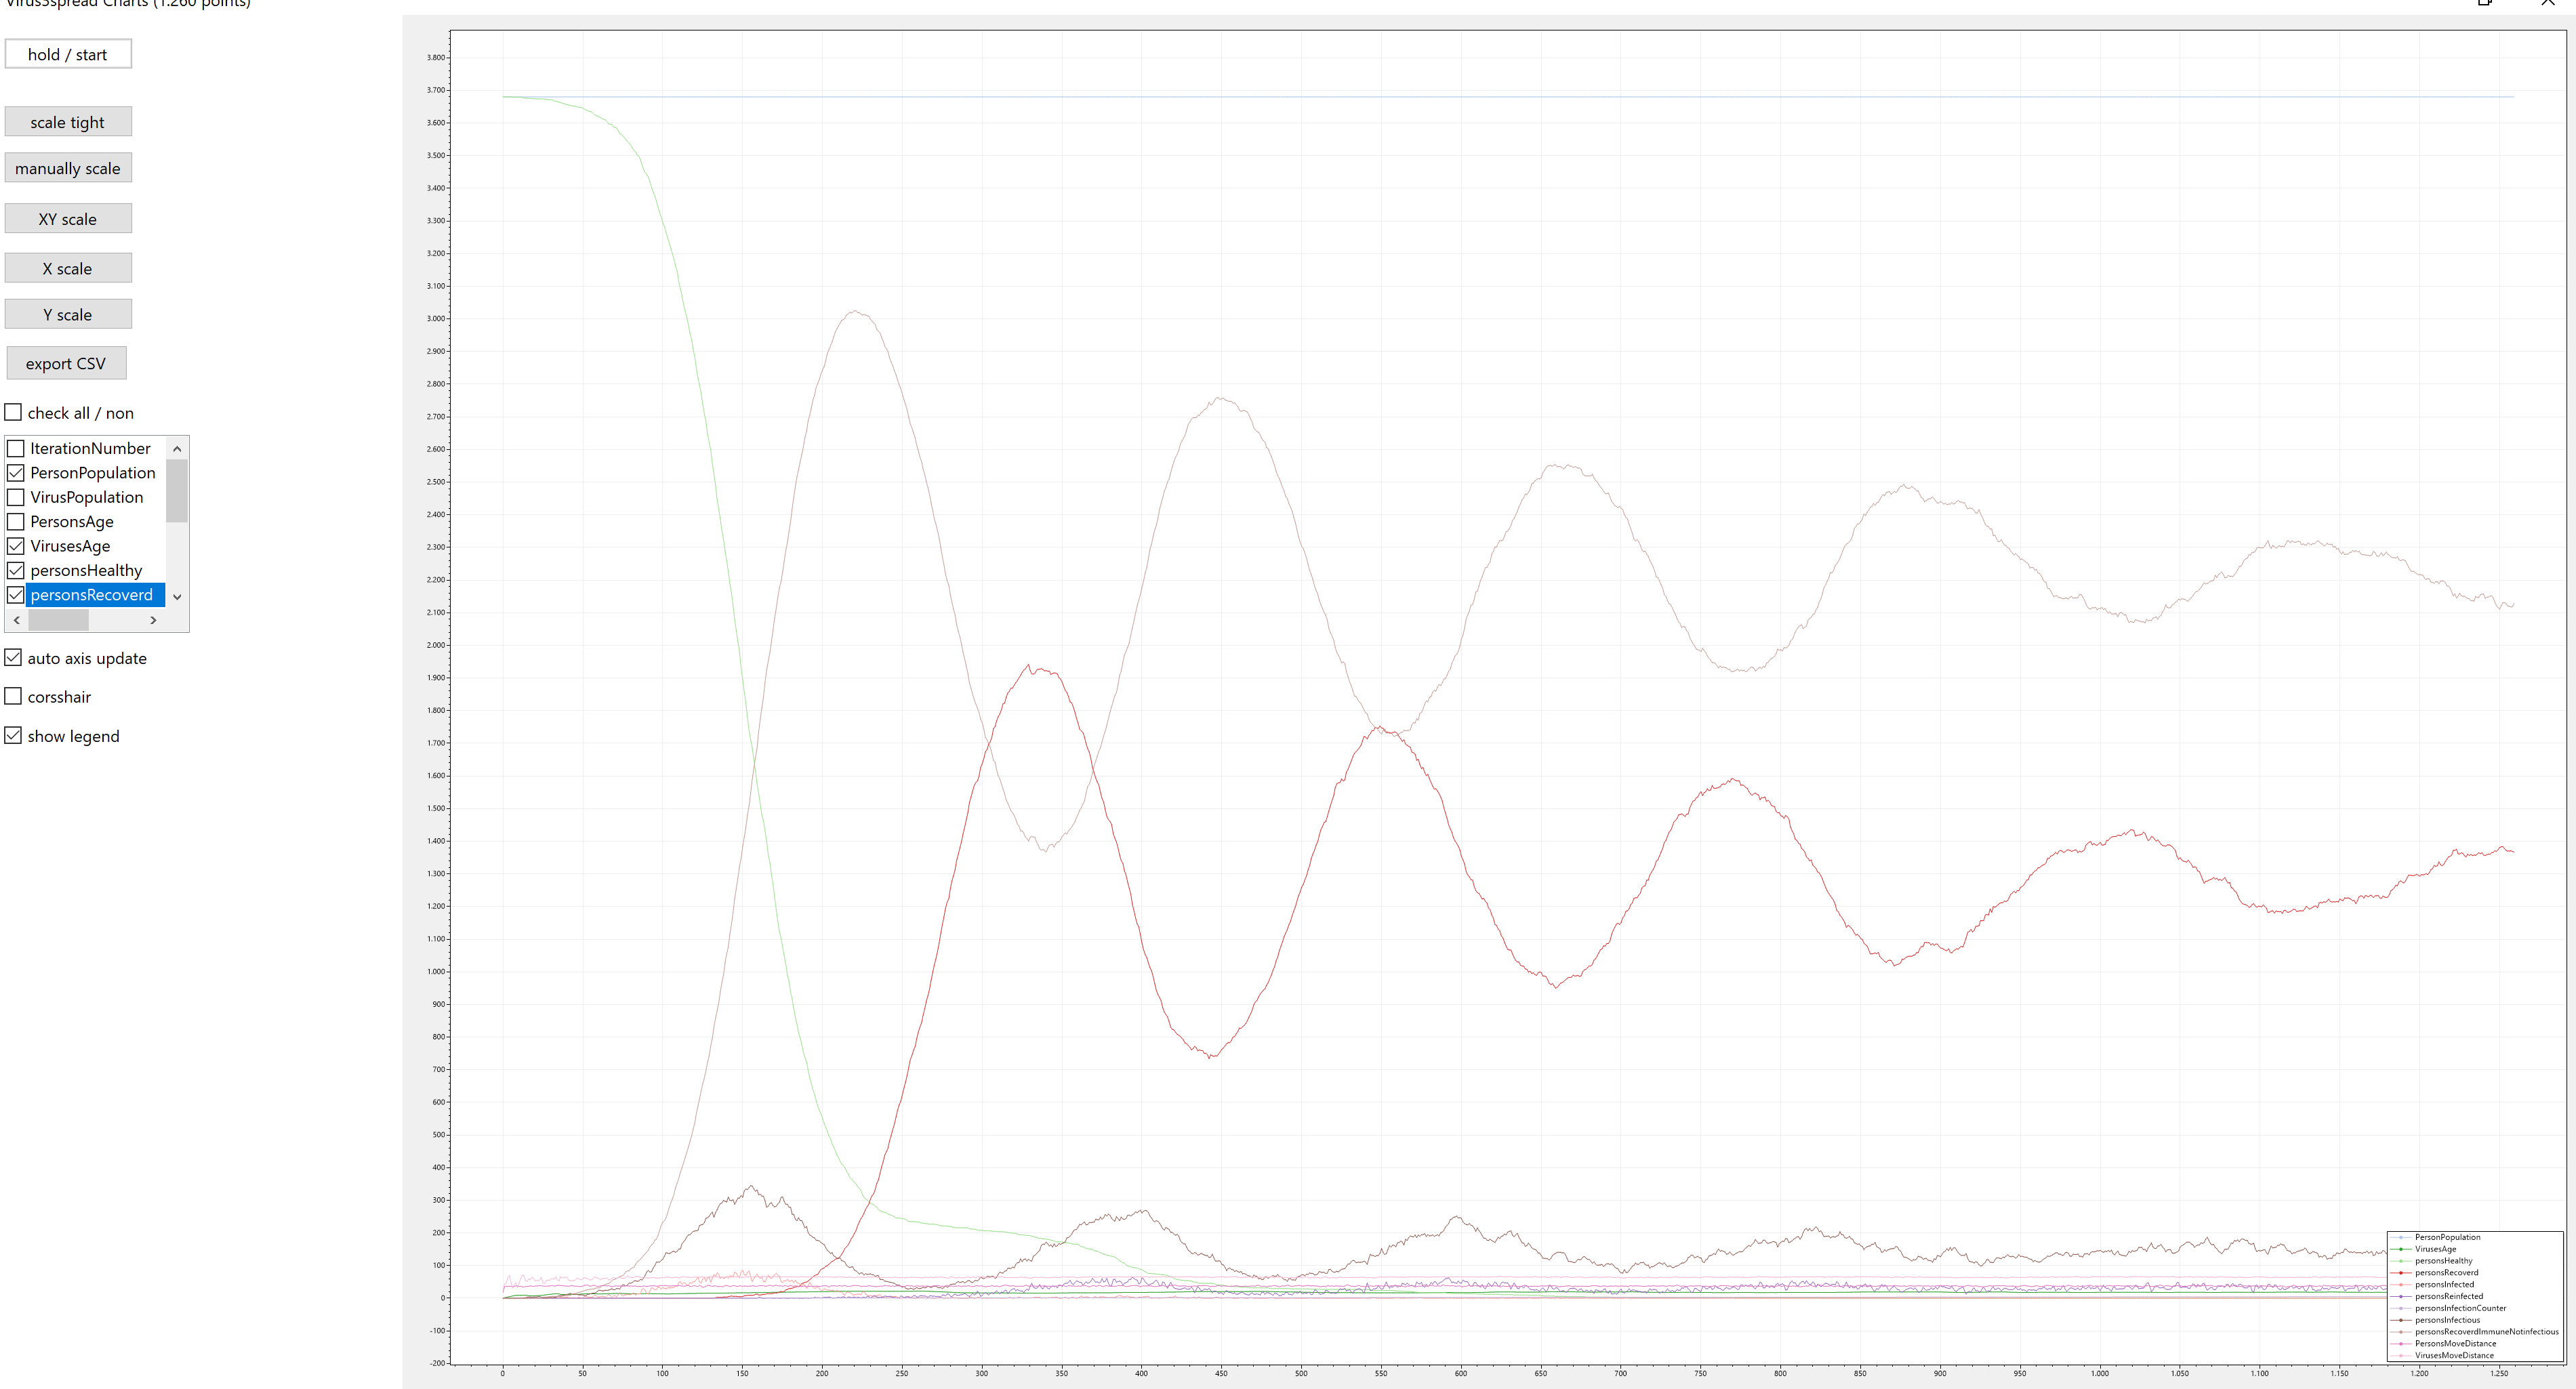 Virus3spread Charts (1.260 points)
hold / start
scale tight
manually scale
XY scale
X scale
Y scale
export CSV
check all / non
IterationNumber
PersonPopulation
VirusPopulation
PersonsAge
VirusesAge
personsHealthy
personsRecoverd
auto axis update
corsshair
show legend
3.800
3.700
3.600
3.500
3.400
3.300
3.200
3.100
3.000
2.900
2.800
2.700
2.600
2.500
2.400
2.300
2.200
2.100
2.000
1.900
1.800
1.700
1.600
1.500
1.400
1.300
1.200
1.100
1.000
900
800
700
600
500
400
300
200
100
0
-100
-200
0 50 100 150 200 250 300 350 400 450 500 550 600 650 700 750 800 850 900 950 1.000 1.050 1.100 1.150 1.200 1.250
PersonPopulation
VirusesAge
personsHealthy
personsRecoverd
personsInfected
personsReinfected
personsInfectionCounter
personsInfectious
personsRecoverdImmuneNotinfectious
PersonsMoveDistance
VirusesMoveDistance